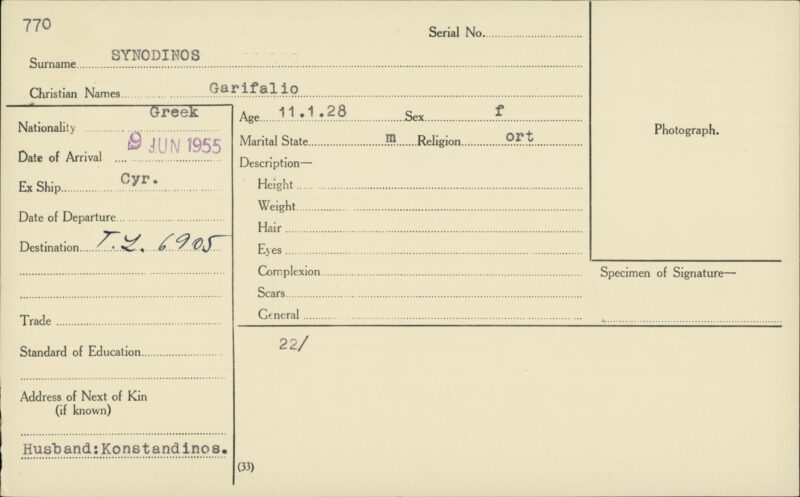 770
Serial No.
Surname SYNODINOS
Christian Names Garifalio
Nationality Greek
Date of Arrival 9 JUN 1955
Ex Ship Cyr.
Date of Departure
Destination T.L. 6905
Trade
Standard of Education
Address of Next of Kin
(if known)
Husband:Konstandinos.
Age 11.1.28 Sex f
Marital State m Religion ort
Description—
Height
Weight
Hair
Eyes
Complexion
Scars
General
22/
(33)
Photograph.
Specimen of Signature—